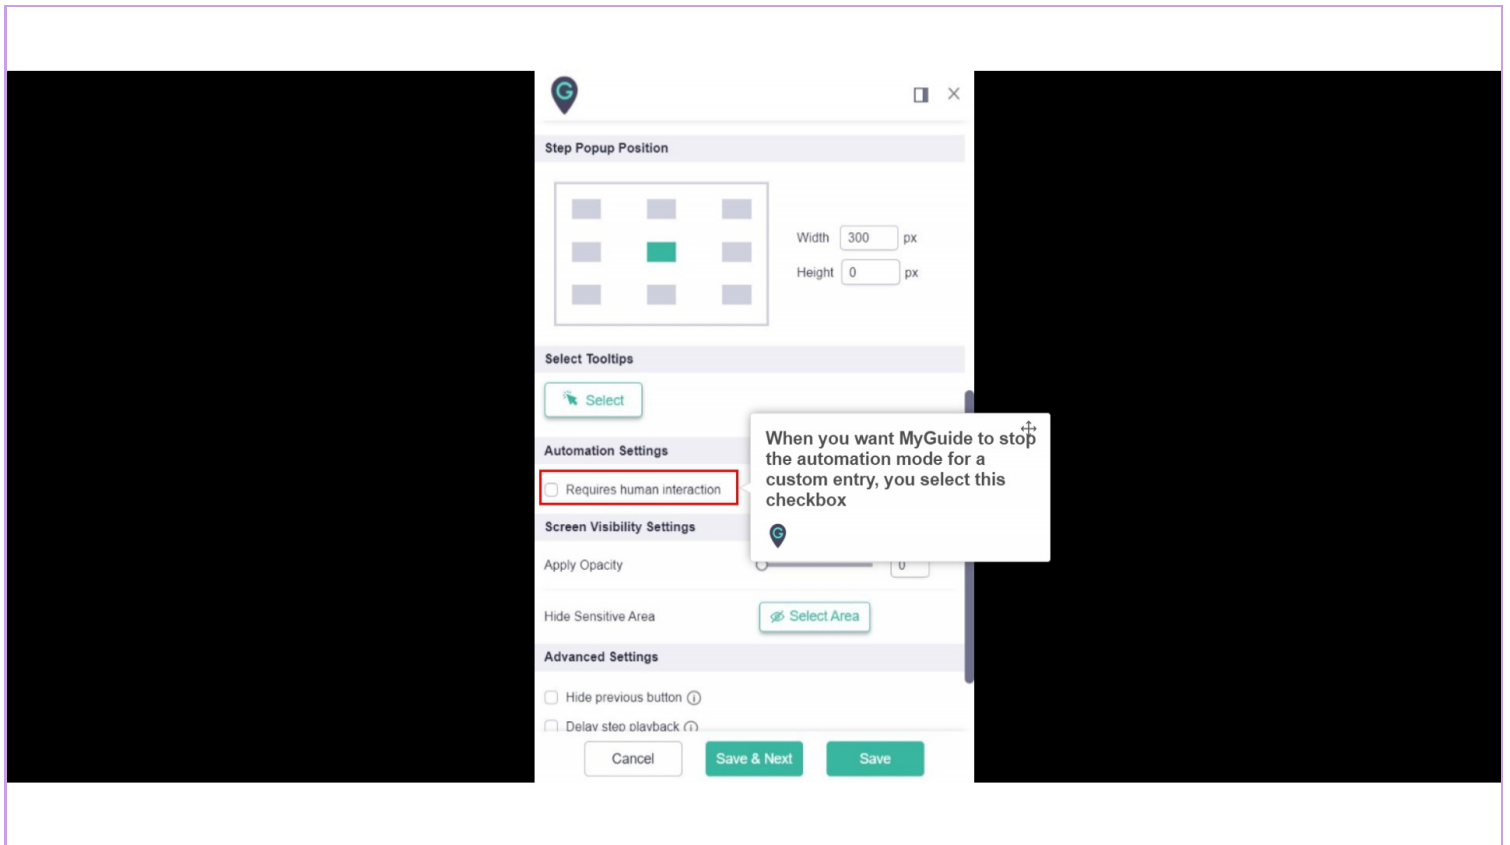 G
Step Popup Position
Width 300 px
Height 0 px
Select Tooltips
Select
Automation Settings
Requires human interaction
When you want MyGuide to stop
the automation mode for a
custom entry, you select this
checkbox
G
Screen Visibility Settings
Apply Opacity 0
Hide Sensitive Area Select Area
Advanced Settings
Hide previous button
Delay step playback
Cancel Save & Next Save